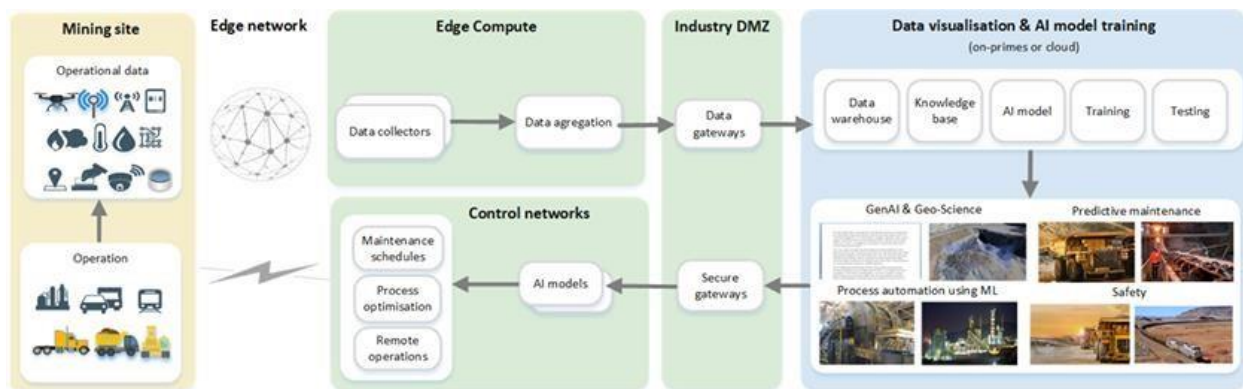 Mining site
Operational data
Operation
Edge network
Edge Compute
Data collectors
Data agregation
Industry DMZ
Data
gateways
Data visualisation & AI model training
(on-primes or cloud)
Data
warehouse
Knowledge
base
AI model
Training
Testing
Control networks
Maintenance
schedules
Process
optimisation
Remote
operations
AI models
Secure
gateways
GenAI & Geo-Science
Predictive maintenance
Process automation using ML
Safety